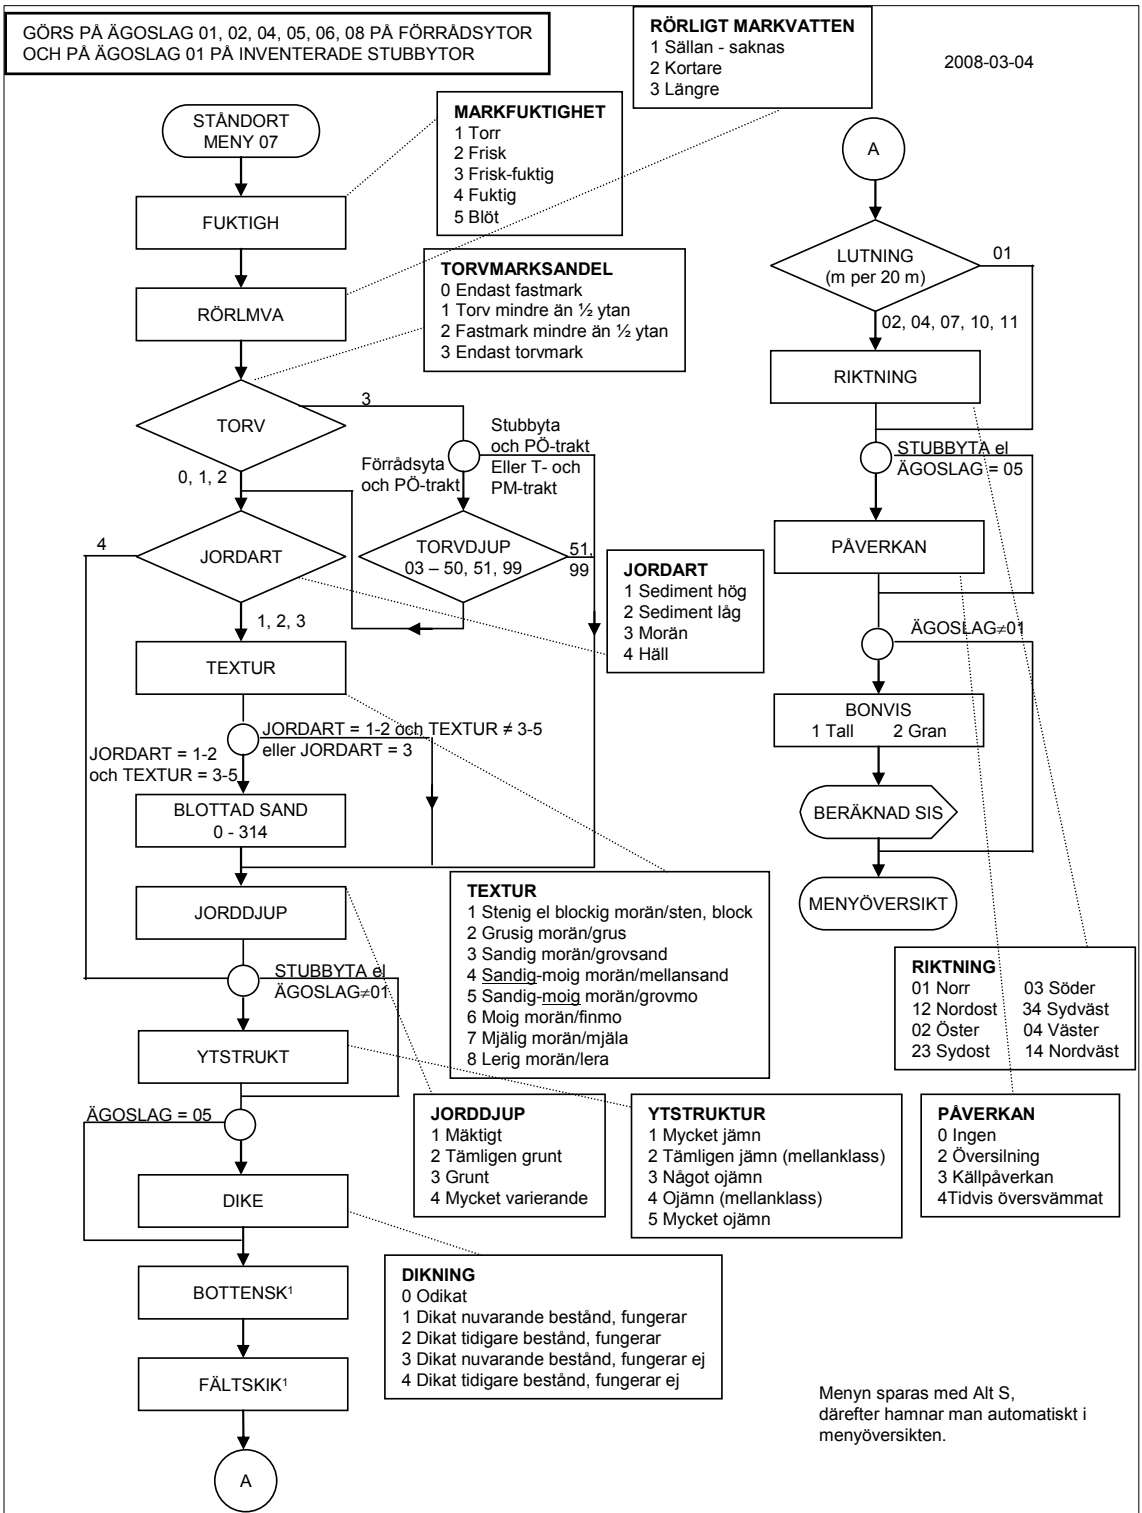 GÖRS PÅ ÄGOSLAG 01, 02, 04, 05, 06, 08 PÅ FÖRRÅDSYTOR
OCH PÅ ÄGOSLAG 01 PÅ INVENTERADE STUBBYTOR
RÖRLIGT MARKVATTEN
1 Sällan - saknas
2 Kortare
3 Längre
2008-03-04
STÅNDORT
MENY 07
MARKFUKTIGHET
1 Torr
2 Frisk
3 Frisk-fuktig
4 Fuktig
5 Blöt
FUKTIGH
RÖRLMVA
TORVMARKSANDEL
0 Endast fastmark
1 Torv mindre än ½ ytan
2 Fastmark mindre än ½ ytan
3 Endast torvmark
TORV
3
0, 1, 2
Förrådsyta
och PÖ-trakt
Stubbyta
och PÖ-trakt
Eller T- och
PM-trakt
4
JORDART
TORVDJUP
03 – 50, 51, 99
51,
99
JORDART
1 Sediment hög
2 Sediment låg
3 Morän
4 Häll
1, 2, 3
TEXTUR
JORDART = 1-2 och TEXTUR ≠ 3-5
eller JORDART = 3
JORDART = 1-2
och TEXTUR = 3-5
BLOTTAD SAND
0 - 314
JORDDJUP
TEXTUR
1 Stenig el blockig morän/sten, block
2 Grusig morän/grus
3 Sandig morän/grovsand
4 Sandig-moig morän/mellansand
5 Sandig-moig morän/grovmo
6 Moig morän/finmo
7 Mjälig morän/mjäla
8 Lerig morän/lera
STUBBYTA el
ÄGOSLAG≠01
YTSTRUKT
ÄGOSLAG = 05
JORDDJUP
1 Mäktigt
2 Tämligen grunt
3 Grunt
4 Mycket varierande
YTSTRUKTUR
1 Mycket jämn
2 Tämligen jämn (mellanklass)
3 Något ojämn
4 Ojämn (mellanklass)
5 Mycket ojämn
DIKE
BOTTENSK¹
DIKNING
0 Odikat
1 Dikat nuvarande bestånd, fungerar
2 Dikat tidigare bestånd, fungerar
3 Dikat nuvarande bestånd, fungerar ej
4 Dikat tidigare bestånd, fungerar ej
FÄLTSKIK¹
A
A
LUTNING
(m per 20 m)
01
02, 04, 07, 10, 11
RIKTNING
STUBBYTA el
ÄGOSLAG = 05
PÅVERKAN
ÄGOSLAG≠01
BONVIS
1 Tall 2 Gran
BERÄKNAD SIS
MENYÖVERSIKT
RIKTNING
01 Norr 03 Söder
12 Nordost 34 Sydväst
02 Öster 04 Väster
23 Sydost 14 Nordväst
PÅVERKAN
0 Ingen
2 Översilning
3 Källpåverkan
4Tidvis översvämmat
Menyn sparas med Alt S,
därefter hamnar man automatiskt i
menyöversikten.